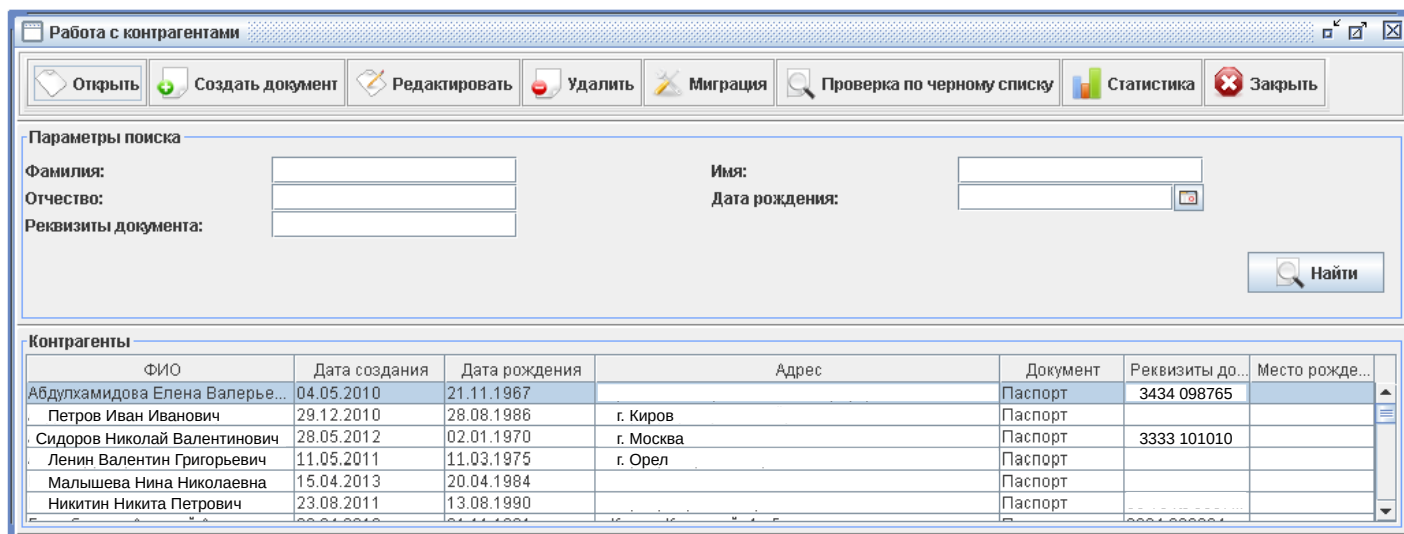 Работа с контрагентами
Открыть Создать документ Редактировать Удалить Миграция Проверка по черному списку Статистика Закрыть
Параметры поиска
Фамилия: Имя:
Отчество: Дата рождения:
Реквизиты документа:
Найти
Контрагенты
ФИО Дата создания Дата рождения Адрес Документ Реквизиты до... Место рожде...
Абдулхамидова Елена Валерье... 04.05.2010 21.11.1967 Паспорт 3434 098765
Петров Иван Иванович 29.12.2010 28.08.1986 г. Киров Паспорт
Сидоров Николай Валентинович 28.05.2012 02.01.1970 г. Москва Паспорт 3333 101010
Ленин Валентин Григорьевич 11.05.2011 11.03.1975 г. Орел Паспорт
Малышева Нина Николаевна 15.04.2013 20.04.1984 Паспорт
Никитин Никита Петрович 23.08.2011 13.08.1990 Паспорт